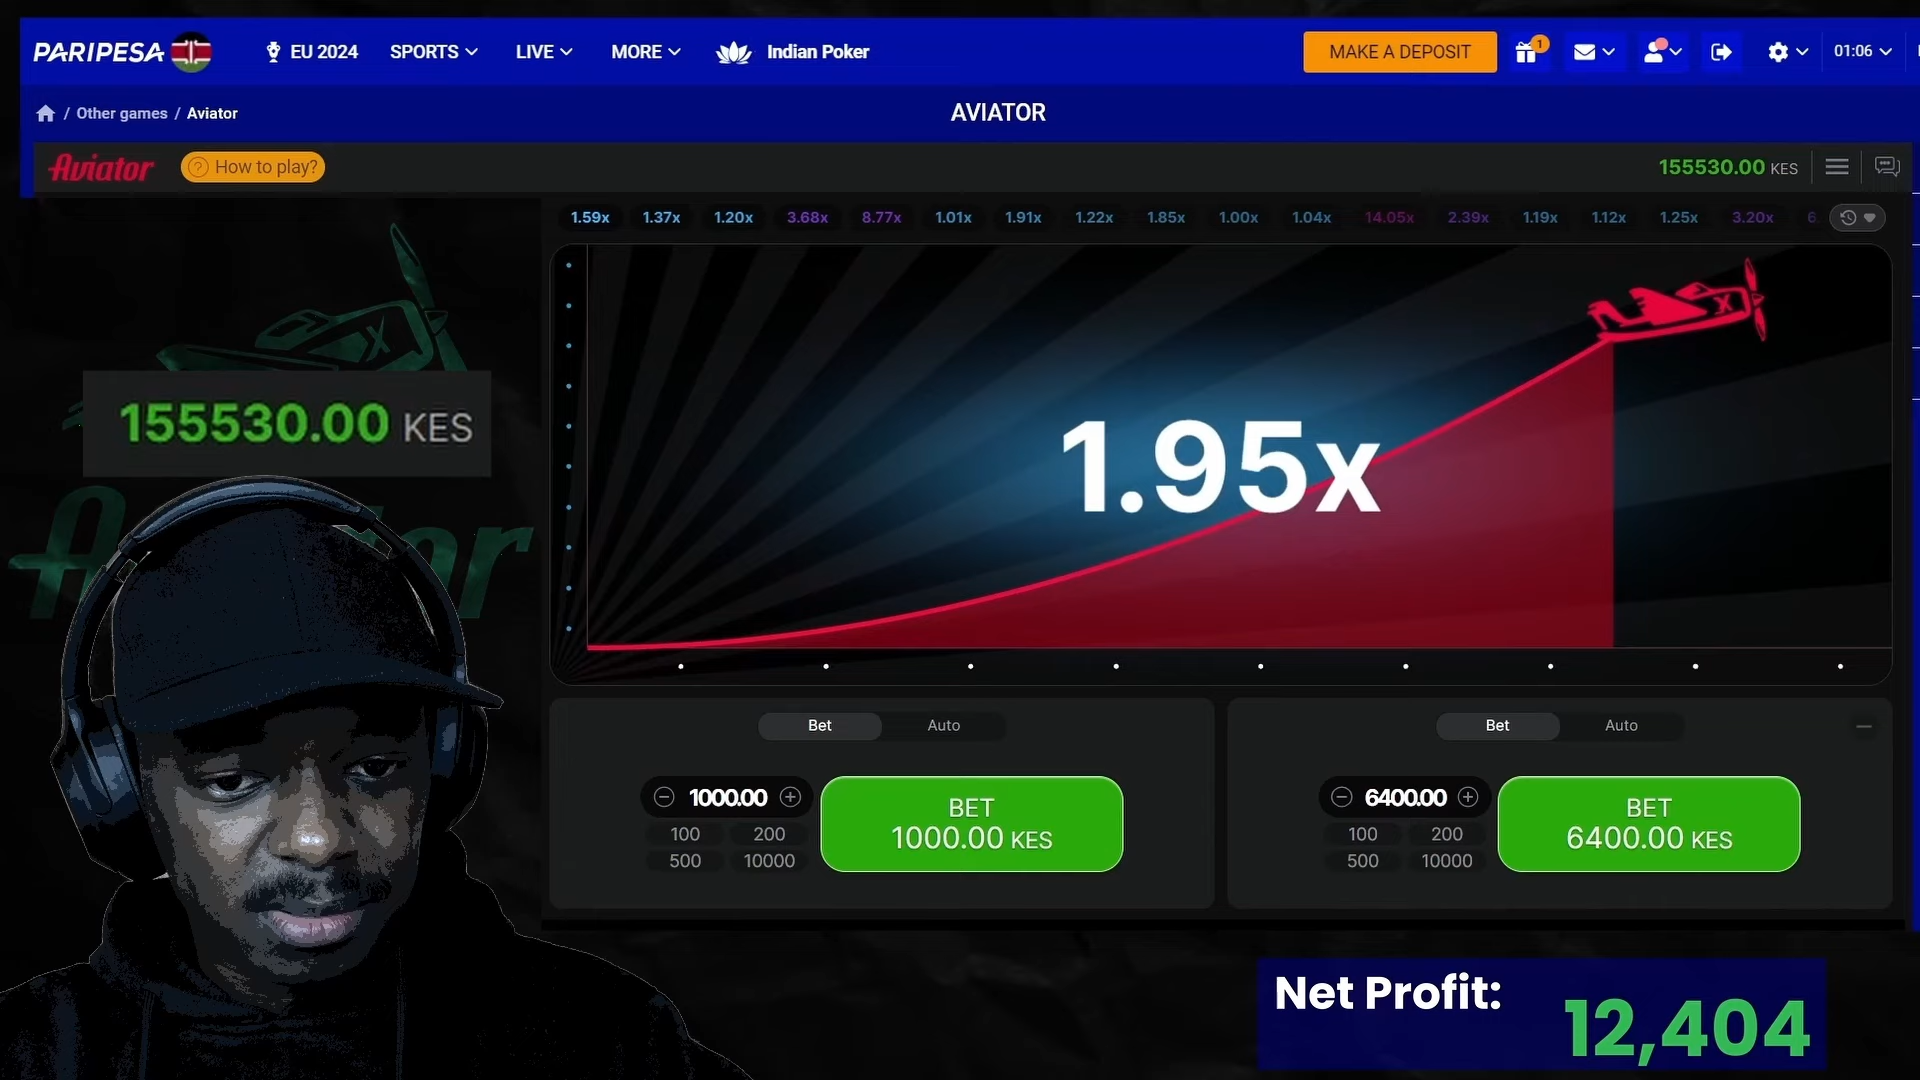 PARIPESA
EU 2024
SPORTS
LIVE
MORE
Indian Poker
MAKE A DEPOSIT
1
01:06
/ Other games / Aviator
AVIATOR
Aviator
? How to play?
155530.00 KES
1.59x 1.37x 1.20x 3.68x 8.77x 1.01x 1.91x 1.22x 1.85x 1.00x 1.04x 14.05x 2.39x 1.19x 1.12x 1.25x 3.20x 6.
X
155530.00 KES
X
1.95x
Bet Auto
1000.00
100 200
500 10000
BET
1000.00 KES
Bet Auto
6400.00
100 200
500 10000
BET
6400.00 KES
Net Profit:
12,404